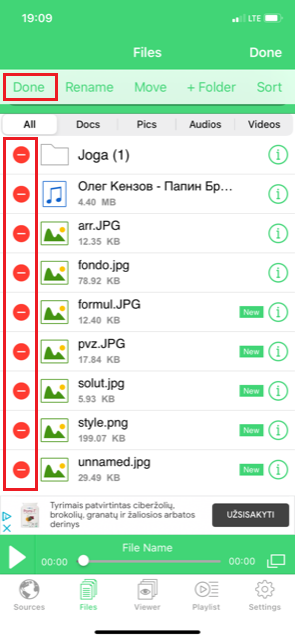 19:09 LTE
Files Done
Done Rename Move + Folder Sort
All Docs Pics Audios Videos
Joga (1)
Олег Кензов - Папин Бр...
4.40 MB
arr.JPG
12.35 KB
fondo.jpg
78.92 KB
formul.JPG
12.40 KB New
pvz.JPG
17.84 KB New
solut.jpg
5.93 KB New
style.png
199.07 KB New
unnamed.jpg
29.49 KB New
Tyrimais patvirtintas ciberžolių,
brokolių, granatų ir žaliosios arbatos
derinys
UŽSISAKYTI
File Name
00:00 00:00
Sources Files Viewer Playlist Settings